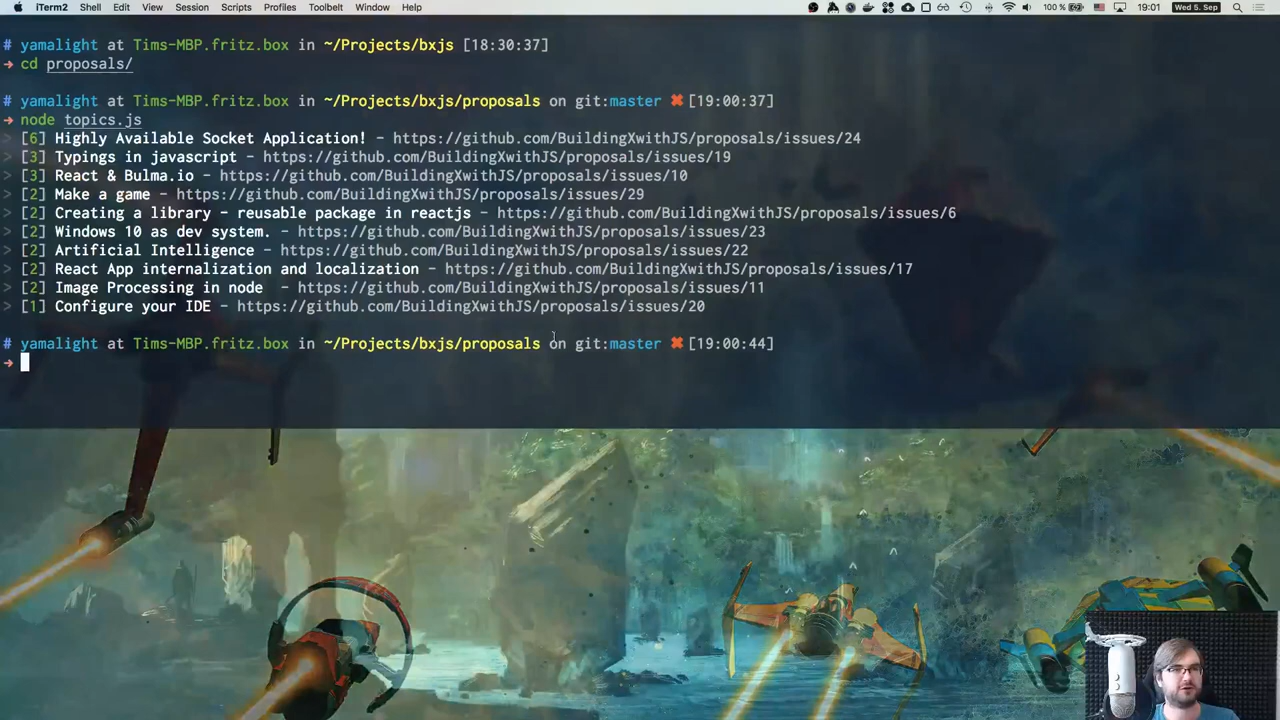 iTerm2 Shell Edit View Session Scripts Profiles Toolbelt Window Help 100 % 19:01 Wed 5. Sep
# yamalight at Tims-MBP.fritz.box in ~/Projects/bxjs [18:30:37]
➜ cd proposals/
# yamalight at Tims-MBP.fritz.box in ~/Projects/bxjs/proposals on git:master ✖ [19:00:37]
➜ node topics.js
> [6] Highly Available Socket Application! - https://github.com/BuildingXwithJS/proposals/issues/24
> [3] Typings in javascript - https://github.com/BuildingXwithJS/proposals/issues/19
> [3] React & Bulma.io - https://github.com/BuildingXwithJS/proposals/issues/10
> [2] Make a game - https://github.com/BuildingXwithJS/proposals/issues/29
> [2] Creating a library - reusable package in reactjs - https://github.com/BuildingXwithJS/proposals/issues/6
> [2] Windows 10 as dev system. - https://github.com/BuildingXwithJS/proposals/issues/23
> [2] Artificial Intelligence - https://github.com/BuildingXwithJS/proposals/issues/22
> [2] React App internalization and localization - https://github.com/BuildingXwithJS/proposals/issues/17
> [2] Image Processing in node - https://github.com/BuildingXwithJS/proposals/issues/11
> [1] Configure your IDE - https://github.com/BuildingXwithJS/proposals/issues/20
# yamalight at Tims-MBP.fritz.box in ~/Projects/bxjs/proposals on git:master ✖ [19:00:44]
➜